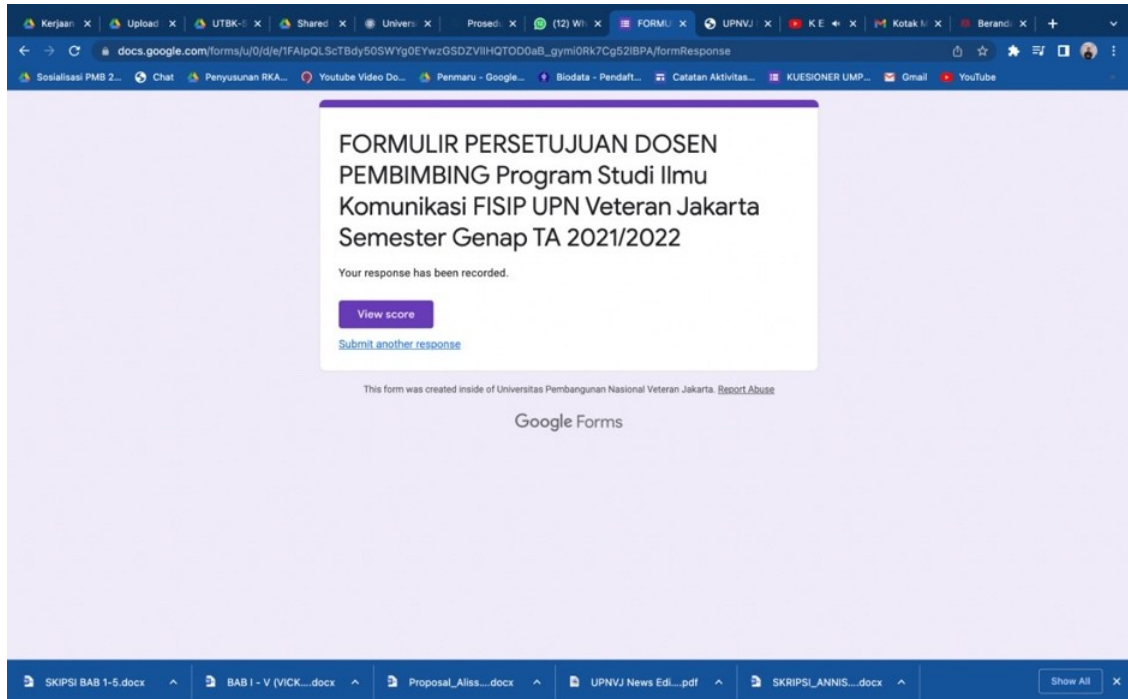 Kerjaan
Upload
UTBK-S
Shared
Univers
Prosedu
(12) Wh
FORMU
UPNVJ
K E
Kotak M
Beranda
docs.google.com/forms/u/0/d/e/1FAIpQLScTBdy50SWYg0EYwzGSDZVIIHQTOD0aB_gymi0Rk7Cg52IBPA/formResponse
Sosialisasi PMB 2...
Chat
Penyusunan RKA...
Youtube Video Do...
Penmaru - Google...
Biodata - Pendaft...
Catatan Aktivitas...
KUESIONER UMP...
Gmail
YouTube
FORMULIR PERSETUJUAN DOSEN
PEMBIMBING Program Studi Ilmu
Komunikasi FISIP UPN Veteran Jakarta
Semester Genap TA 2021/2022
Your response has been recorded.
View score
Submit another response
This form was created inside of Universitas Pembangunan Nasional Veteran Jakarta. Report Abuse
Google Forms
SKIPSI BAB 1-5.docx
BAB I - V (VICK....docx
Proposal_Aliss....docx
UPNVJ News Edi....pdf
SKRIPSI_ANNIS....docx
Show All